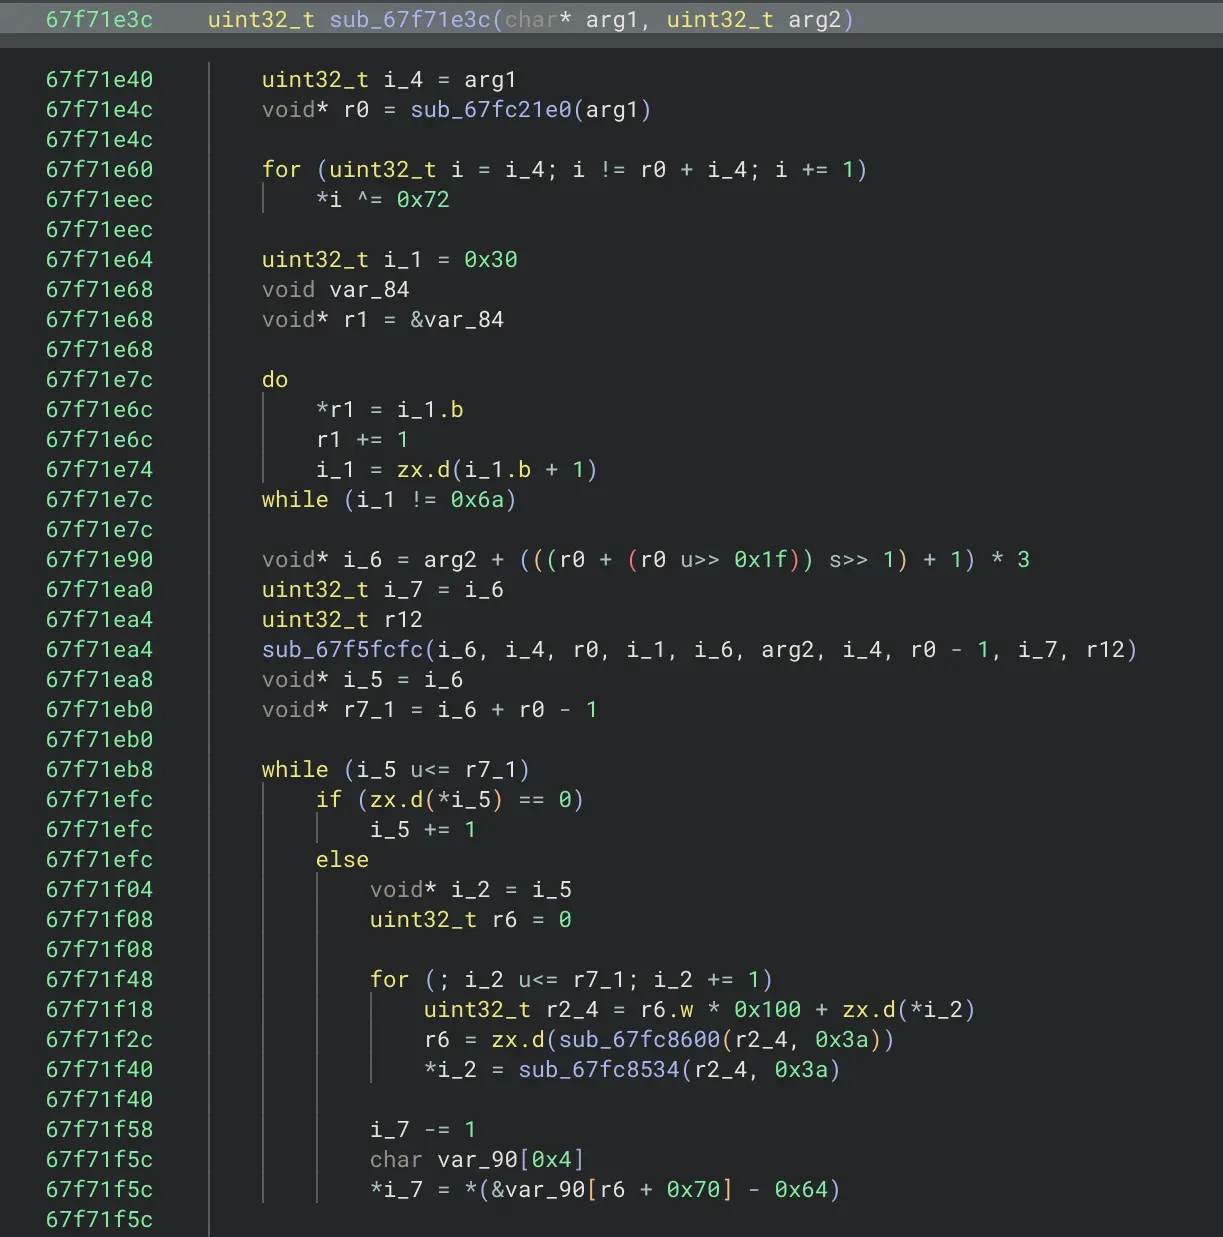 67f71e3c uint32_t sub_67f71e3c(char* arg1, uint32_t arg2)
67f71e40 uint32_t i_4 = arg1
67f71e4c void* r0 = sub_67fc21e0(arg1)
67f71e4c
67f71e60 for (uint32_t i = i_4; i != r0 + i_4; i += 1)
67f71eec *i ^= 0x72
67f71eec
67f71e64 uint32_t i_1 = 0x30
67f71e68 void var_84
67f71e68 void* r1 = &var_84
67f71e68
67f71e7c do
67f71e6c *r1 = i_1.b
67f71e6c r1 += 1
67f71e74 i_1 = zx.d(i_1.b + 1)
67f71e7c while (i_1 != 0x6a)
67f71e7c
67f71e90 void* i_6 = arg2 + (((r0 + (r0 u>> 0x1f)) s>> 1) + 1) * 3
67f71ea0 uint32_t i_7 = i_6
67f71ea4 uint32_t r12
67f71ea4 sub_67f5fcfc(i_6, i_4, r0, i_1, i_6, arg2, i_4, r0 - 1, i_7, r12)
67f71ea8 void* i_5 = i_6
67f71eb0 void* r7_1 = i_6 + r0 - 1
67f71eb0
67f71eb8 while (i_5 u<= r7_1)
67f71efc if (zx.d(*i_5) == 0)
67f71efc i_5 += 1
67f71efc else
67f71f04 void* i_2 = i_5
67f71f08 uint32_t r6 = 0
67f71f08
67f71f48 for (; i_2 u<= r7_1; i_2 += 1)
67f71f18 uint32_t r2_4 = r6.w * 0x100 + zx.d(*i_2)
67f71f2c r6 = zx.d(sub_67fc8600(r2_4, 0x3a))
67f71f40 *i_2 = sub_67fc8534(r2_4, 0x3a)
67f71f40
67f71f58 i_7 -= 1
67f71f5c char var_90[0x4]
67f71f5c *i_7 = *(&var_90[r6 + 0x70] - 0x64)
67f71f5c